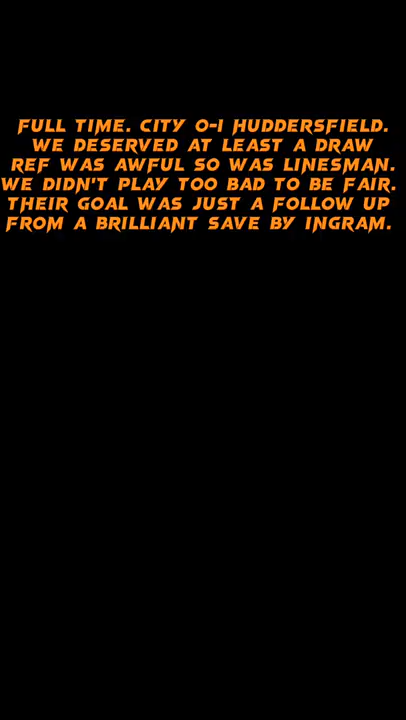 FULL TIME. CITY 0-1 HUDDERSFIELD.
WE DESERVED AT LEAST A DRAW
REF WAS AWFUL SO WAS LINESMAN.
WE DIDN'T PLAY TOO BAD TO BE FAIR.
THEIR GOAL WAS JUST A FOLLOW UP
FROM A BRILLIANT SAVE BY INGRAM.